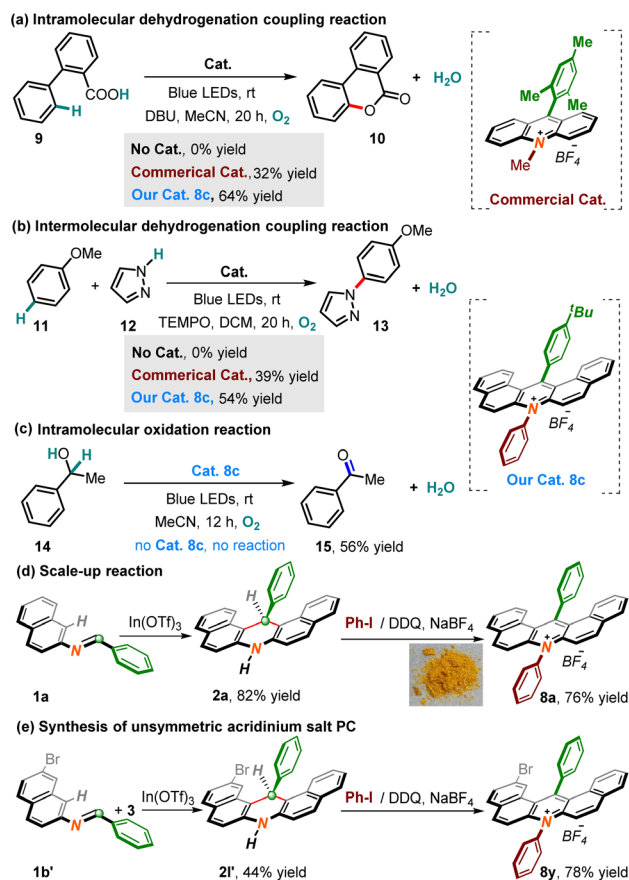 (a) Intramolecular dehydrogenation coupling reaction
COOH
H
9
Cat.
Blue LEDs, rt
DBU, MeCN, 20 h, O2
O
O
10
+ H2O
No Cat., 0% yield
Commerical Cat., 32% yield
Our Cat. 8c, 64% yield
Me
Me
Me
N
+
Me
BF4
−
Commercial Cat.
(b) Intermolecular dehydrogenation coupling reaction
OMe
H
11
+
H
N
N
12
Cat.
Blue LEDs, rt
TEMPO, DCM, 20 h, O2
OMe
N
N
13
+ H2O
No Cat., 0% yield
Commercial Cat., 39% yield
Our Cat. 8c, 54% yield
tBu
N
+
BF4
−
Our Cat. 8c
(c) Intramolecular oxidation reaction
HO
H
Me
14
Cat. 8c
Blue LEDs, rt
MeCN, 12 h, O2
no Cat. 8c, no reaction
O
Me
15, 56% yield
+ H2O
(d) Scale-up reaction
H
N
1a
In(OTf)3
H
N
H
2a, 82% yield
Ph-I / DDQ, NaBF4
N
+
BF4
−
8a, 76% yield
(e) Synthesis of unsymmetric acridinium salt PC
Br
H
N
1b'
+ 3
In(OTf)3
Br
H
N
H
2l', 44% yield
Ph-I / DDQ, NaBF4
Br
N
+
BF4
−
8y, 78% yield